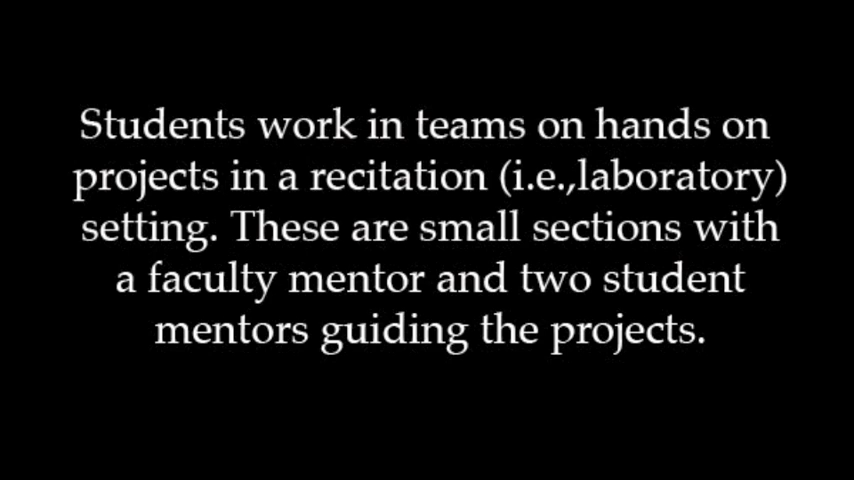 Students work in teams on hands on
projects in a recitation (i.e.,laboratory)
setting. These are small sections with
a faculty mentor and two student
mentors guiding the projects.